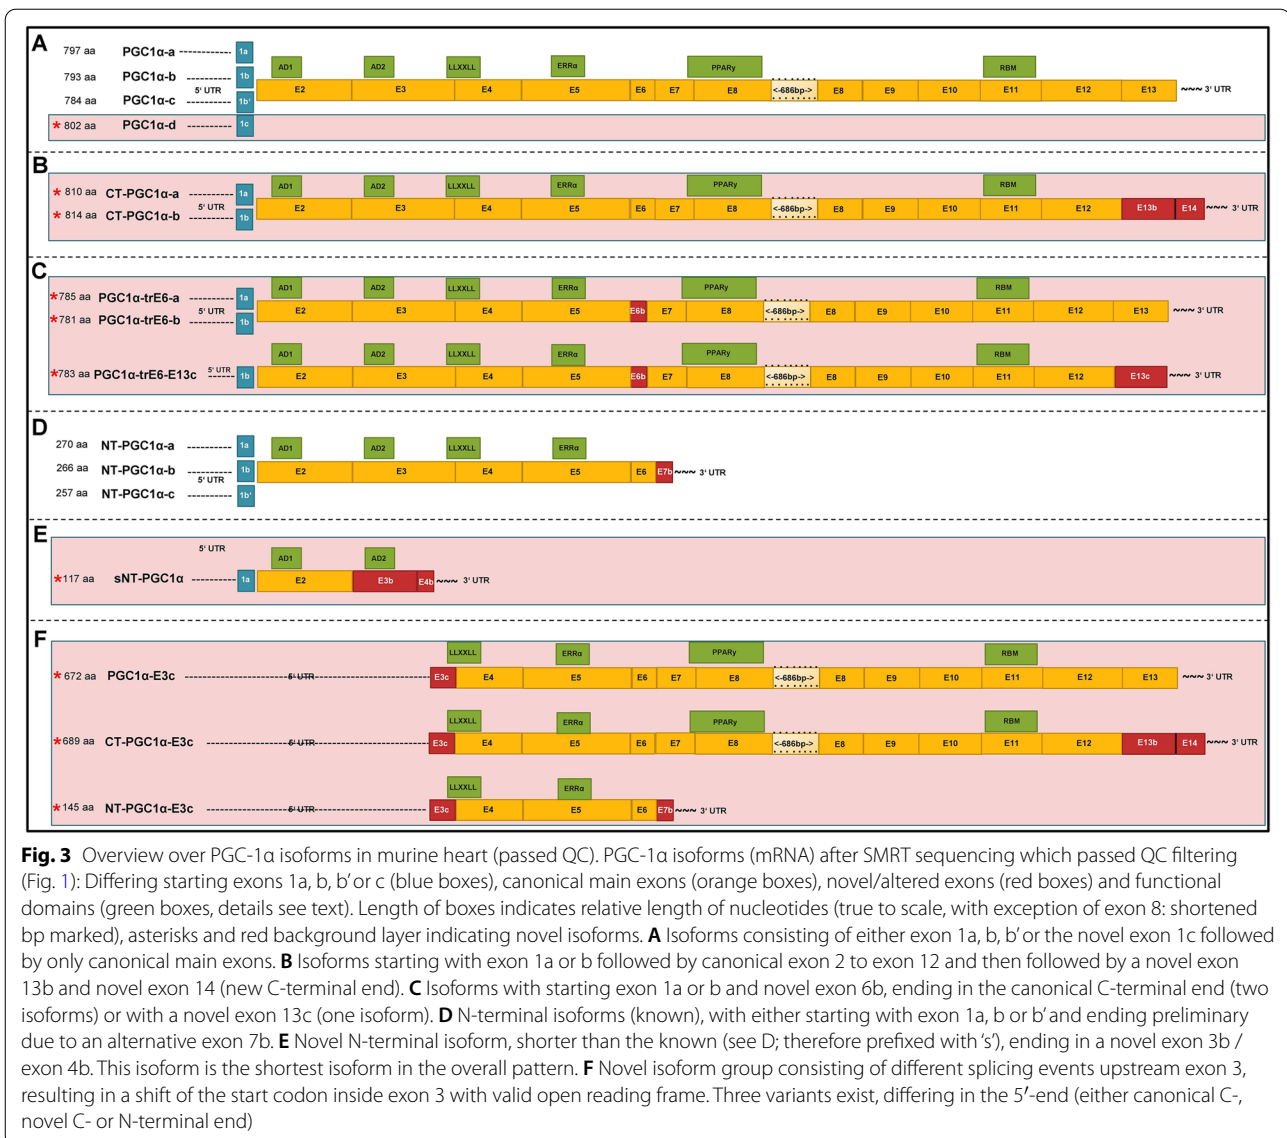 A
797 aa PGC1α-a 1a
793 aa PGC1α-b 1b
784 aa PGC1α-c 1b'
5' UTR
AD1 AD2 LLXXLL ERRα PPARγ RBM
E2 E3 E4 E5 E6 E7 E8 <-686bp-> E8 E9 E10 E11 E12 E13 ~~~ 3' UTR
* 802 aa PGC1α-d 1c
B
* 810 aa CT-PGC1α-a 1a
5' UTR
* 814 aa CT-PGC1α-b 1b
AD1 AD2 LLXXLL ERRα PPARγ RBM
E2 E3 E4 E5 E6 E7 E8 <-686bp-> E8 E9 E10 E11 E12 E13b E14 ~~~ 3' UTR
C
* 785 aa PGC1α-trE6-a 1a
5' UTR
* 781 aa PGC1α-trE6-b 1b
AD1 AD2 LLXXLL ERRα PPARγ RBM
E2 E3 E4 E5 E6b E7 E8 <-686bp-> E8 E9 E10 E11 E12 E13 ~~~ 3' UTR
AD1 AD2 LLXXLL ERRα PPARγ RBM
* 783 aa PGC1α-trE6-E13c 5' UTR 1b E2 E3 E4 E5 E6b E7 E8 <-686bp-> E8 E9 E10 E11 E12 E13c ~~~ 3' UTR
D
270 aa NT-PGC1α-a 1a
266 aa NT-PGC1α-b 1b
5' UTR
257 aa NT-PGC1α-c 1b'
AD1 AD2 LLXXLL ERRα
E2 E3 E4 E5 E6 E7b ~~~ 3' UTR
E
5' UTR
AD1 AD2
* 117 aa sNT-PGC1α 1a E2 E3b E4b ~~~ 3' UTR
F
LLXXLL ERRα PPARγ RBM
* 672 aa PGC1α-E3c 5' UTR E3c E4 E5 E6 E7 E8 <-686bp-> E8 E9 E10 E11 E12 E13 ~~~ 3' UTR
LLXXLL ERRα PPARγ RBM
* 689 aa CT-PGC1α-E3c 5' UTR E3c E4 E5 E6 E7 E8 <-686bp-> E8 E9 E10 E11 E12 E13b E14 ~~~ 3' UTR
LLXXLL ERRα
* 145 aa NT-PGC1α-E3c 5' UTR E3c E4 E5 E6 E7b ~~~ 3' UTR
Fig. 3 Overview over PGC-1α isoforms in murine heart (passed QC). PGC-1α isoforms (mRNA) after SMRT sequencing which passed QC filtering
(Fig. 1): Differing starting exons 1a, b, b' or c (blue boxes), canonical main exons (orange boxes), novel/altered exons (red boxes) and functional
domains (green boxes, details see text). Length of boxes indicates relative length of nucleotides (true to scale, with exception of exon 8: shortened
bp marked), asterisks and red background layer indicating novel isoforms. A Isoforms consisting of either exon 1a, b, b' or the novel exon 1c followed
by only canonical main exons. B Isoforms starting with exon 1a or b followed by canonical exon 2 to exon 12 and then followed by a novel exon
13b and novel exon 14 (new C-terminal end). C Isoforms with starting exon 1a or b and novel exon 6b, ending in the canonical C-terminal end (two
isoforms) or with a novel exon 13c (one isoform). D N-terminal isoforms (known), with either starting with exon 1a, b or b' and ending preliminary
due to an alternative exon 7b. E Novel N-terminal isoform, shorter than the known (see D; therefore prefixed with 's'), ending in a novel exon 3b /
exon 4b. This isoform is the shortest isoform in the overall pattern. F Novel isoform group consisting of different splicing events upstream exon 3,
resulting in a shift of the start codon inside exon 3 with valid open reading frame. Three variants exist, differing in the 5′-end (either canonical C-,
novel C- or N-terminal end)